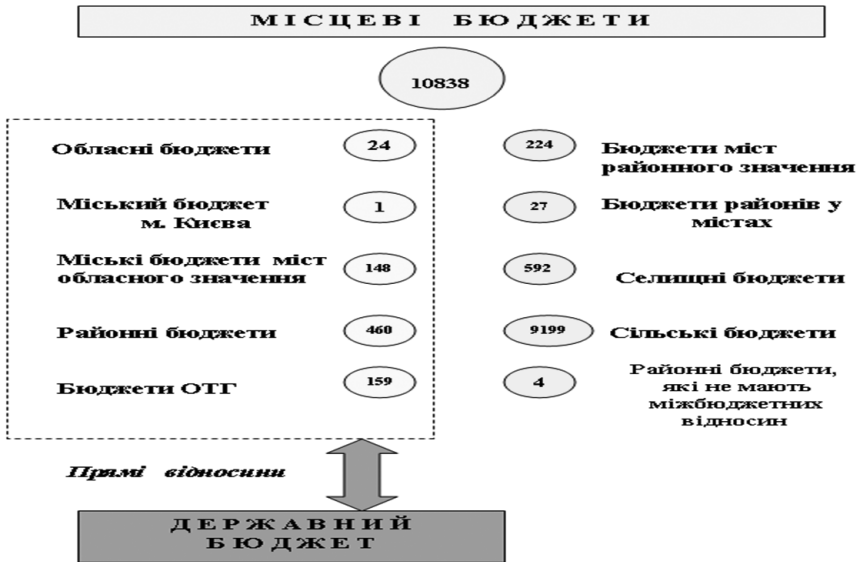 МІСЦЕВІ БЮДЖЕТИ
10838
Обласні бюджети
24
Міський бюджет
м. Києва
1
Міські бюджети міст
обласного значення
148
Районні бюджети
460
Бюджети ОТГ
159
224
Бюджети міст
районного значення
27
Бюджети районів у
містах
592
Селищні бюджети
9199
Сільські бюджети
4
Районні бюджети,
які не мають
міжбюджетних
відносин
Прямі відносини
ДЕРЖАВНИЙ
БЮДЖЕТ